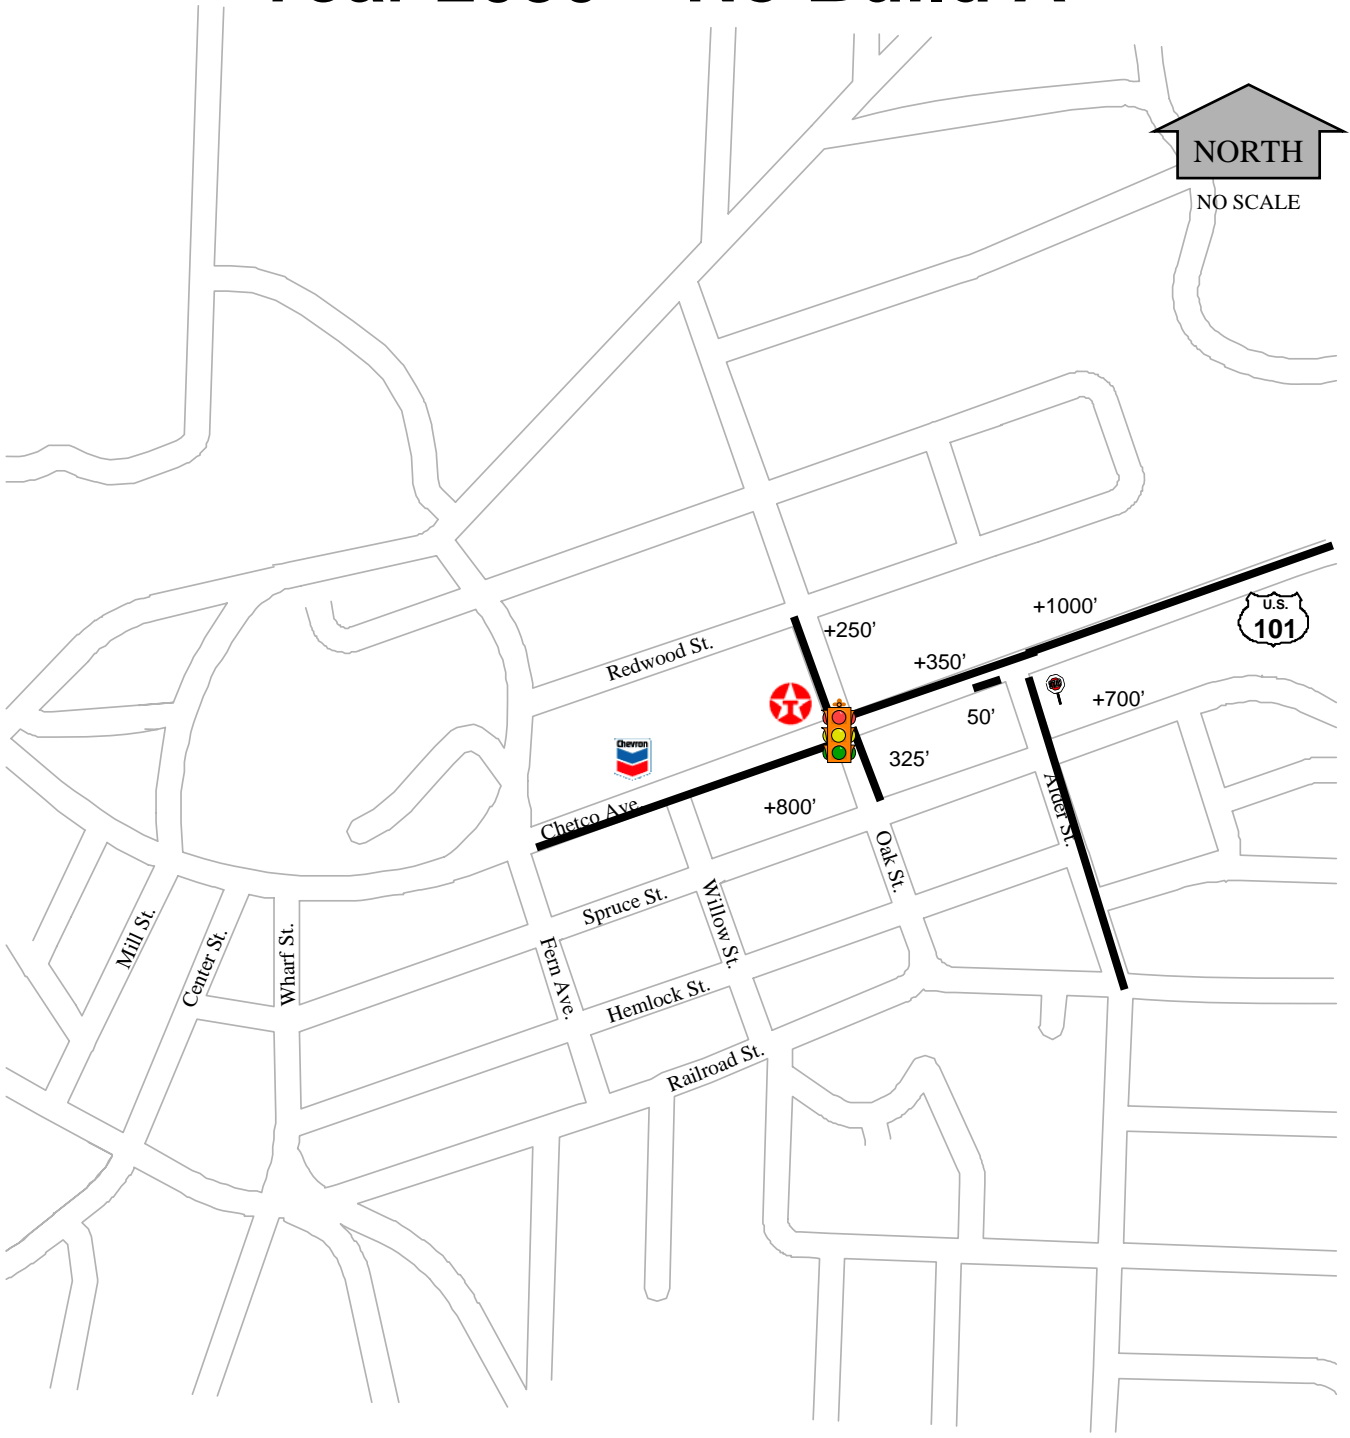 NORTH
NO SCALE
+1000’
U.S.
101
+250’
Redwood St.
+350’
+700’
50’
Chevron
325’
+800’
Chetco Ave.
Alder St.
Oak St.
Spruce St.
Willow St.
Mill St.
Center St.
Wharf St.
Fern Ave.
Hemlock St.
Railroad St.